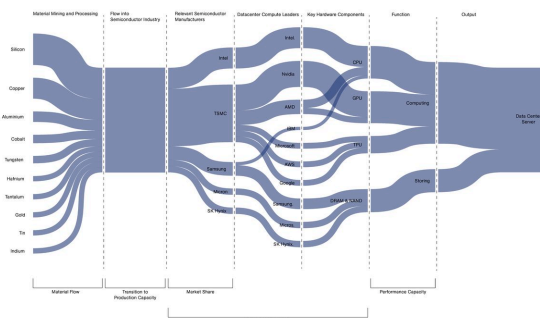 Material Mining and Processing
Flow into
Semiconductor Industry
Relevant Semiconductor
Manufacturers
Datacenter Compute Leaders
Key Hardware Components
Function
Output
Silicon
Copper
Aluminium
Cobalt
Tungsten
Hafnium
Tantalum
Gold
Tin
Indium
Intel
TSMC
Samsung
Micron
SK Hynix
Intel
Nvidia
AMD
IBM
Microsoft
AWS
Google
Samsung
Micron
SK Hynix
CPU
GPU
TPU
DRAM & NAND
Computing
Storing
Data Center
Server
Material Flow
Transition to
Production Capacity
Market Share
Performance Capacity